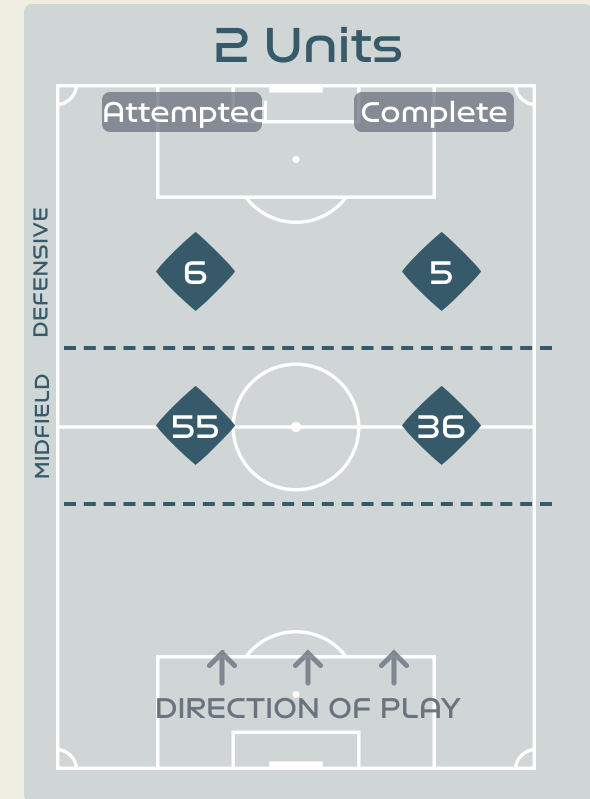 2 Units
Attempted Complete
DEFENSIVE
6 5
MIDFIELD
55 36
DIRECTION OF PLAY